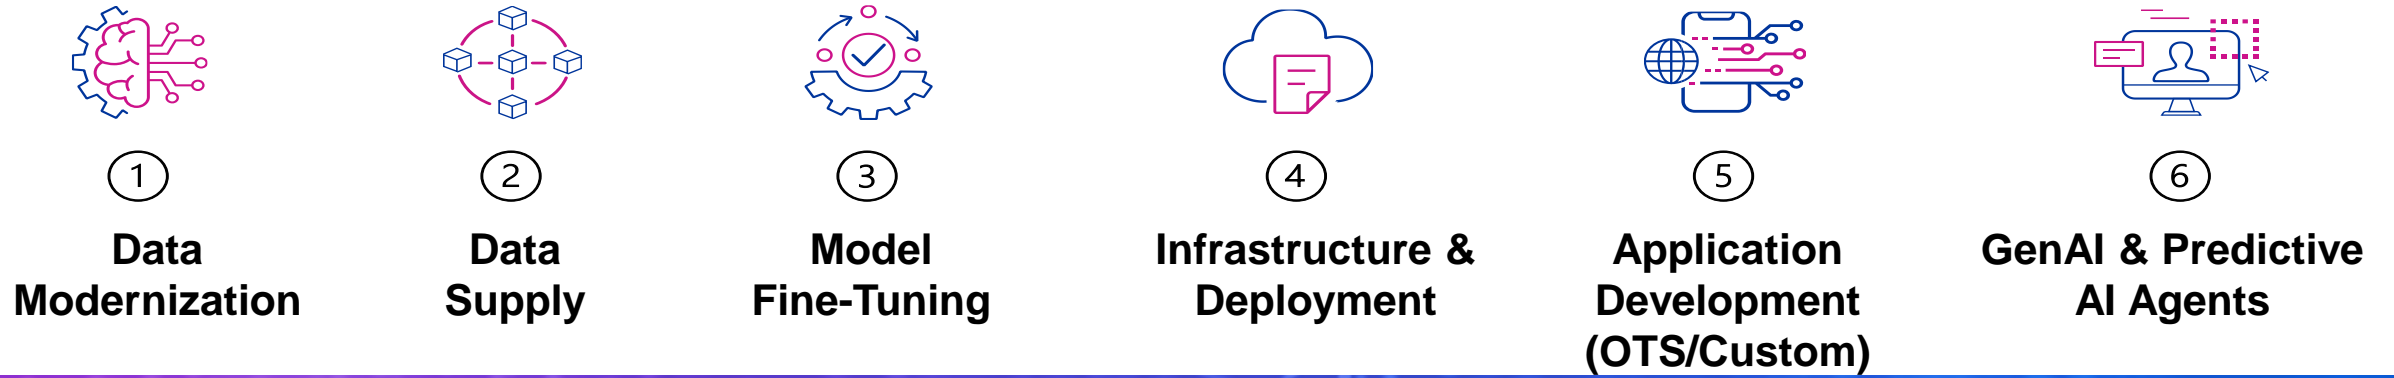 1
Data
Modernization
2
Data
Supply
3
Model
Fine-Tuning
4
Infrastructure &
Deployment
5
Application
Development
(OTS/Custom)
6
GenAI & Predictive
AI Agents